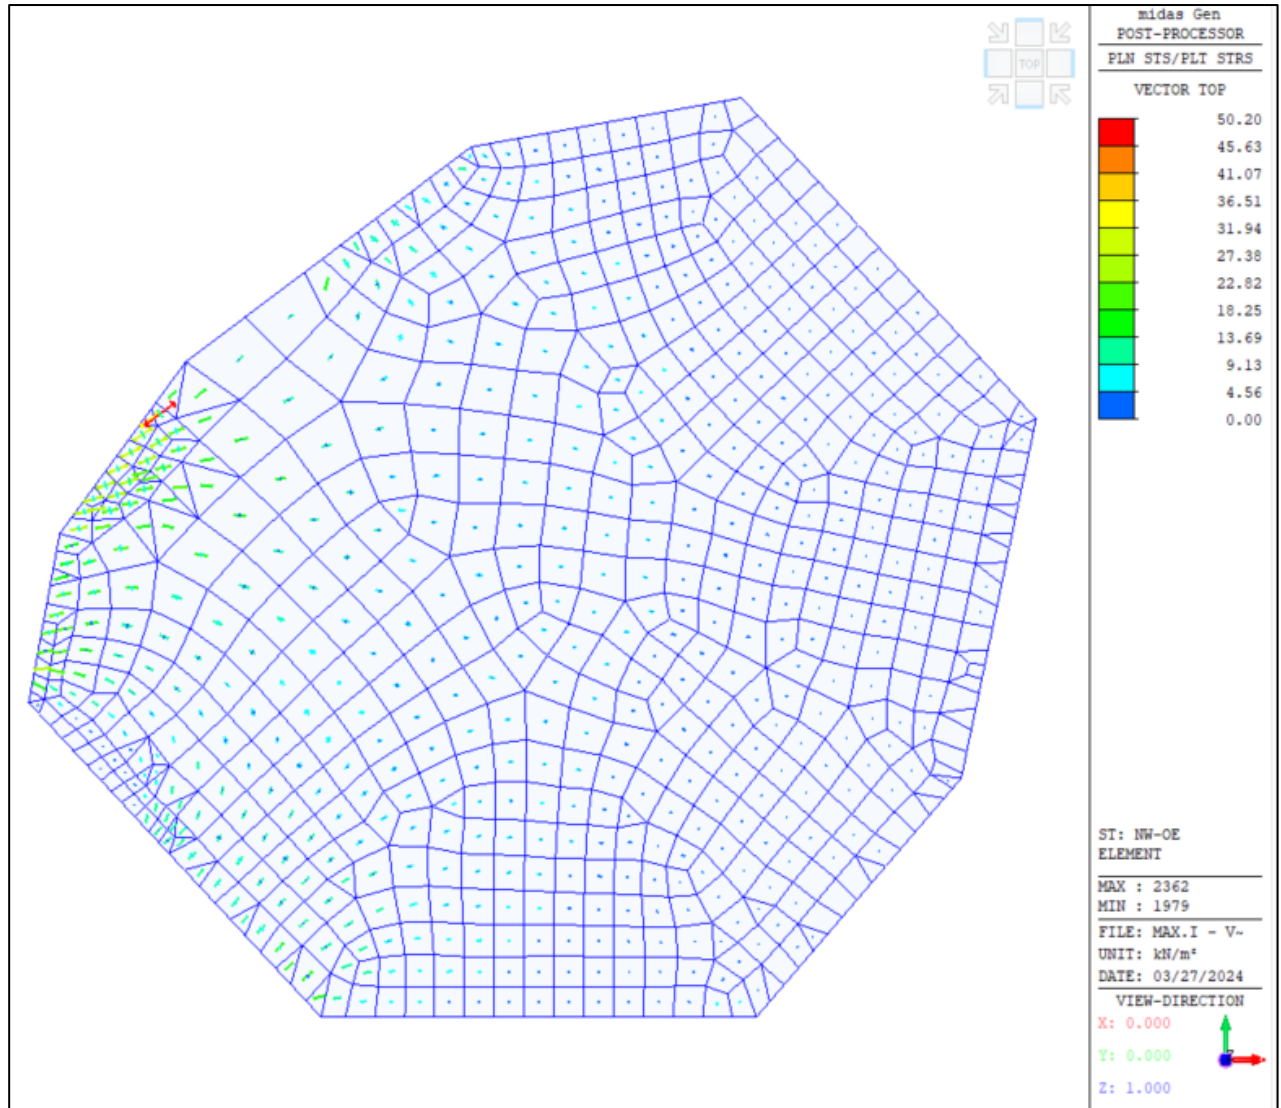 TOP
midas Gen
POST-PROCESSOR
PLN STS/PLT STRS
VECTOR TOP
50.20
45.63
41.07
36.51
31.94
27.38
22.82
18.25
13.69
9.13
4.56
0.00
ST: NW-OE
ELEMENT
MAX : 2362
MIN : 1979
FILE: MAX.I - V~
UNIT: kN/m²
DATE: 03/27/2024
VIEW-DIRECTION
X: 0.000
Y: 0.000
Z: 1.000